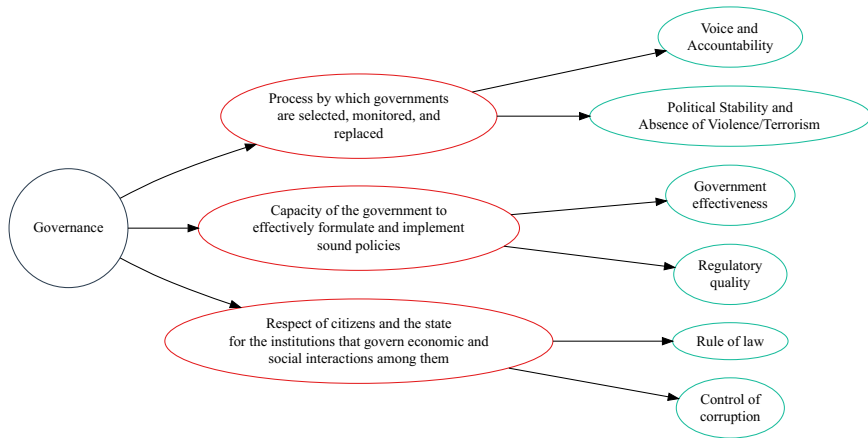 Governance
Process by which governments
are selected, monitored, and
replaced
Voice and
Accountability
Political Stability and
Absence of Violence/Terrorism
Capacity of the government to
effectively formulate and implement
sound policies
Government
effectiveness
Regulatory
quality
Respect of citizens and the state
for the institutions that govern economic and
social interactions among them
Rule of law
Control of
corruption